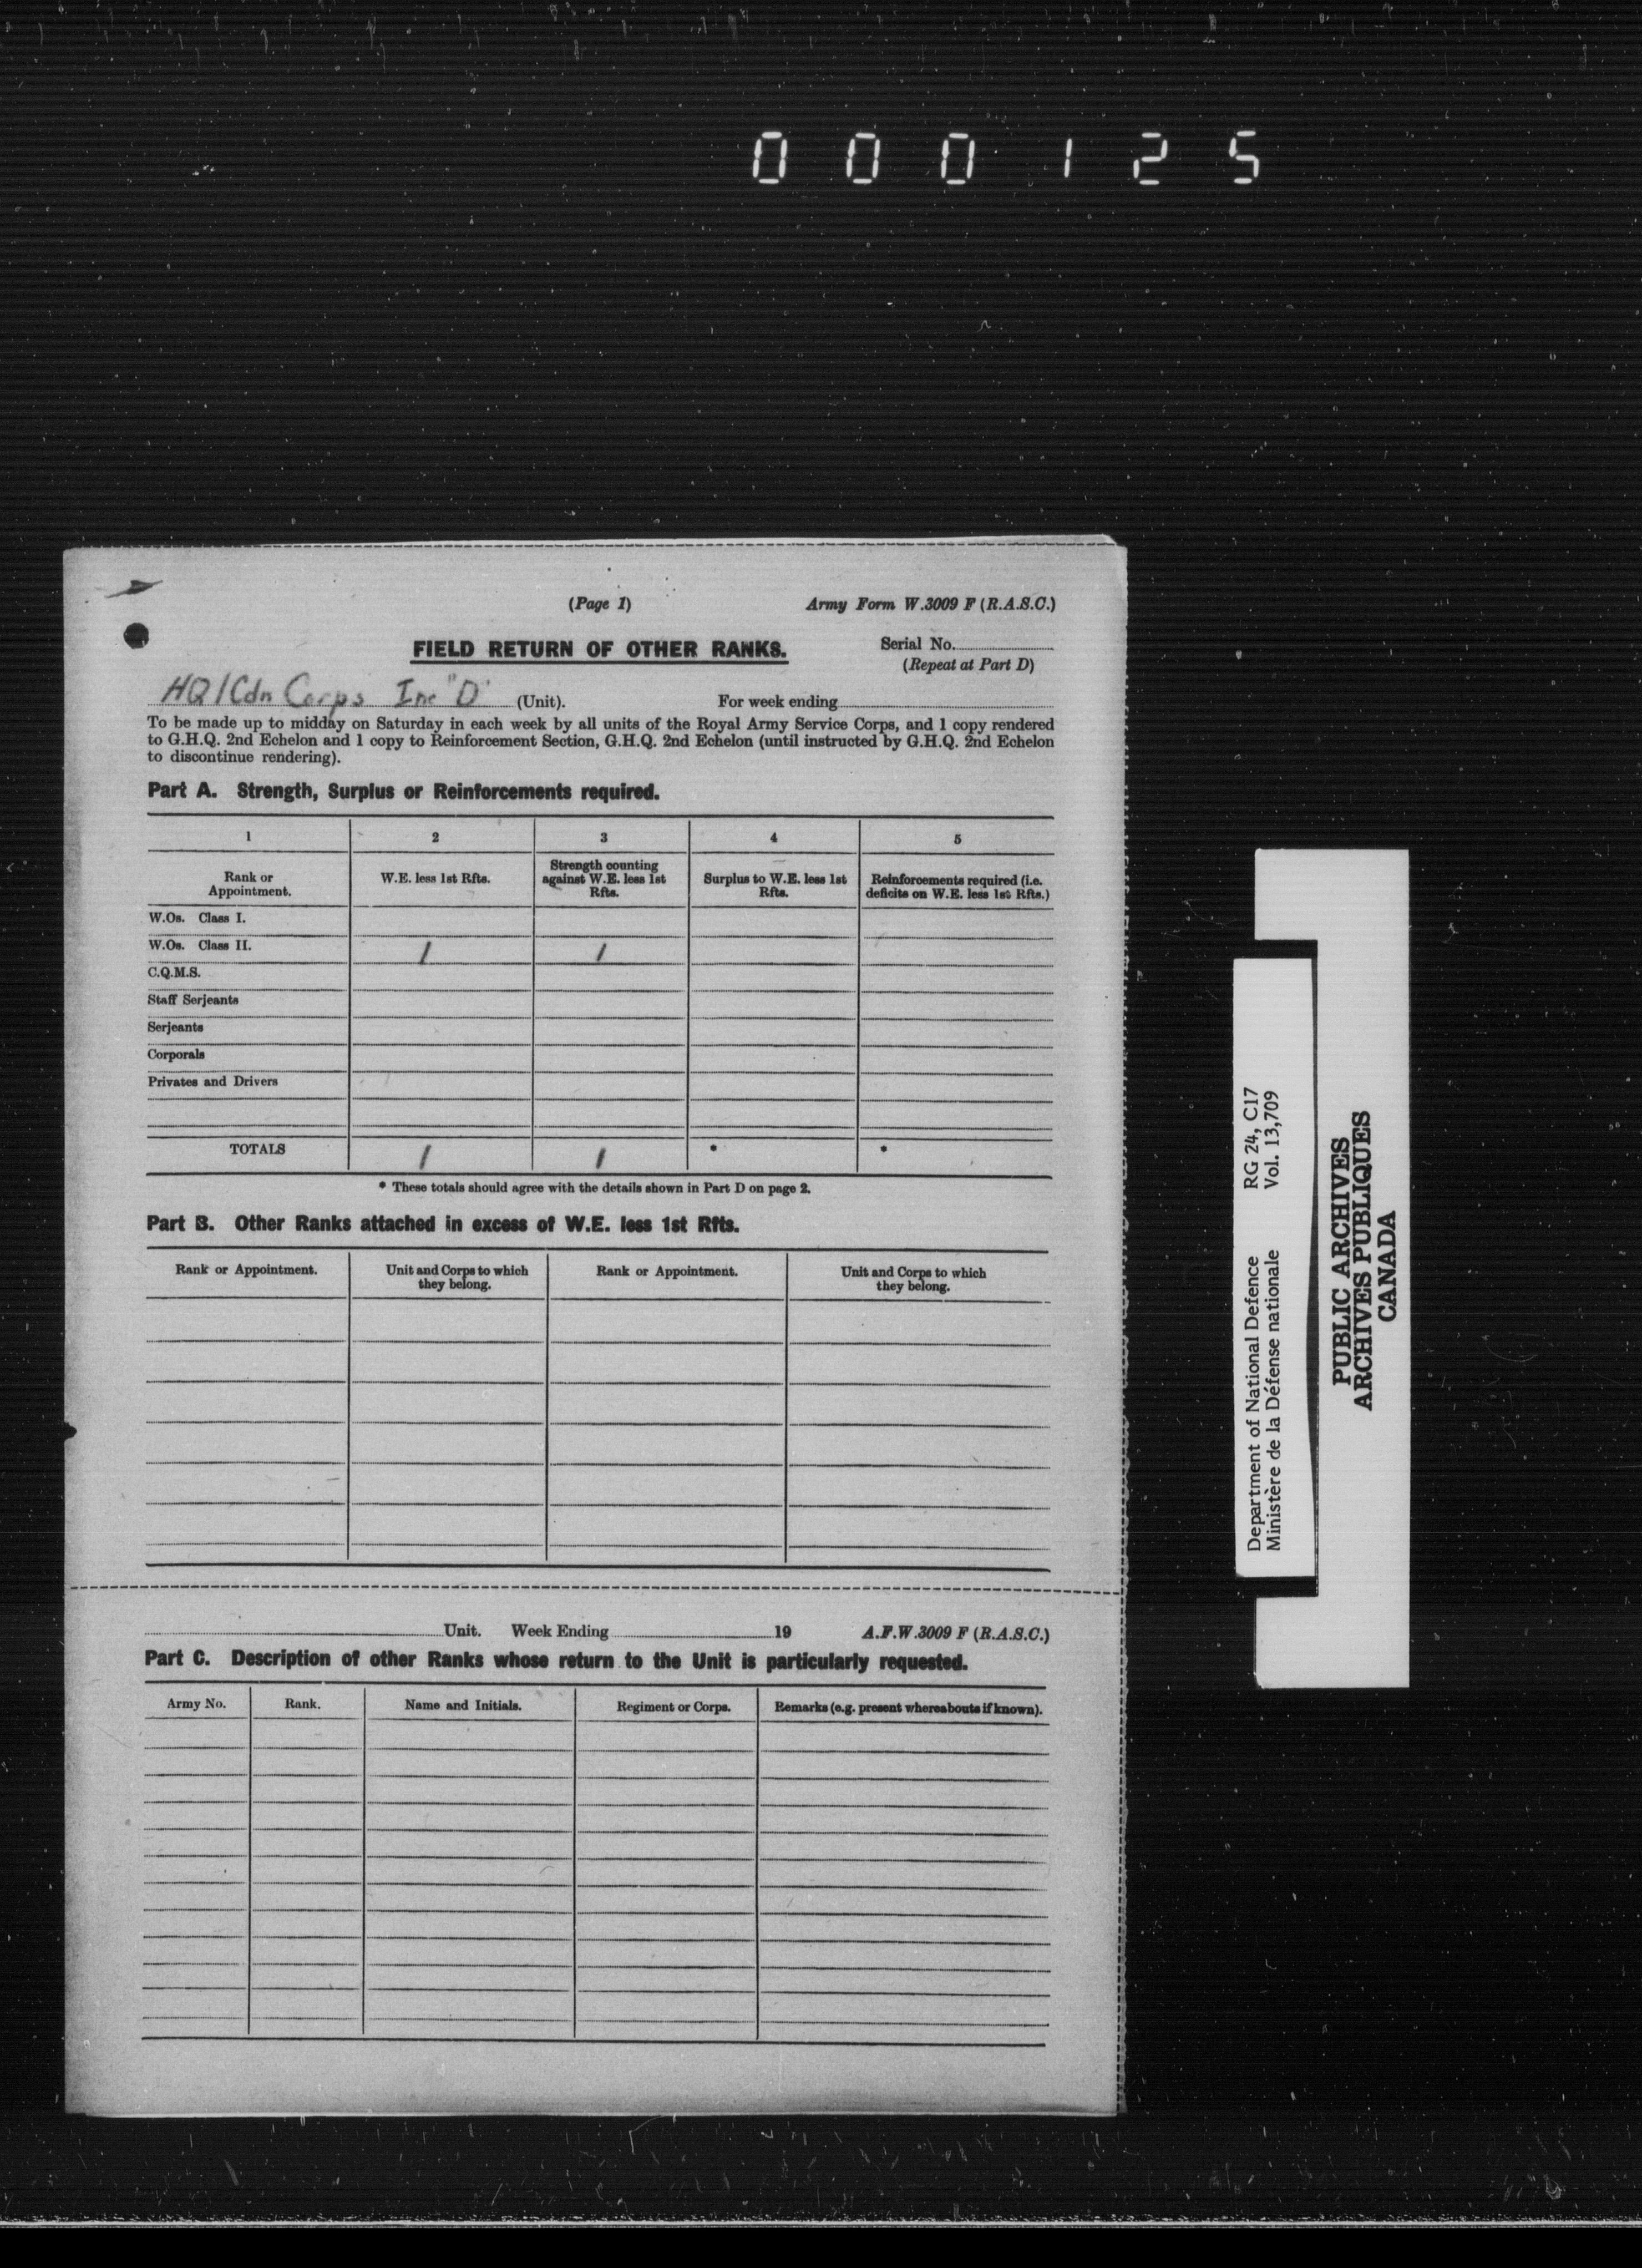 000125
(Page 1) Army Form W.3009 F (R.A.S.C.)
FIELD RETURN OF OTHER RANKS. Serial No.
(Repeat at Part D)
HQ 1 Cdn Corps Inc "D" (Unit). For week ending
To be made up to midday on Saturday in each week by all units of the Royal Army Service Corps, and 1 copy rendered
to G.H.Q. 2nd Echelon and 1 copy to Reinforcement Section, G.H.Q. 2nd Echelon (until instructed by G.H.Q. 2nd Echelon
to discontinue rendering).
Part A. Strength, Surplus or Reinforcements required.
1 2 3 4 5
Rank or Appointment. W.E. less 1st Rfts. Strength counting against W.E. less 1st Rfts. Surplus to W.E. less 1st Rfts. Reinforcements required (i.e. deficits on W.E. less 1st Rfts.)
W.Os. Class I.
W.Os. Class II. 1 1
C.Q.M.S.
Staff Serjeants
Serjeants
Corporals
Privates and Drivers
TOTALS 1 1 * *
* These totals should agree with the details shown in Part D on page 2.
Part B. Other Ranks attached in excess of W.E. less 1st Rfts.
Rank or Appointment. Unit and Corps to which they belong. Rank or Appointment. Unit and Corps to which they belong.
Unit. Week Ending 19 A.F.W.3009 F (R.A.S.C.)
Part C. Description of other Ranks whose return to the Unit is particularly requested.
Army No. Rank. Name and Initials. Regiment or Corps. Remarks (e.g. present whereabouts if known).
Department of National Defence RG 24, C17
Ministère de la Défense nationale Vol. 13,709
PUBLIC ARCHIVES
ARCHIVES PUBLIQUES
CANADA